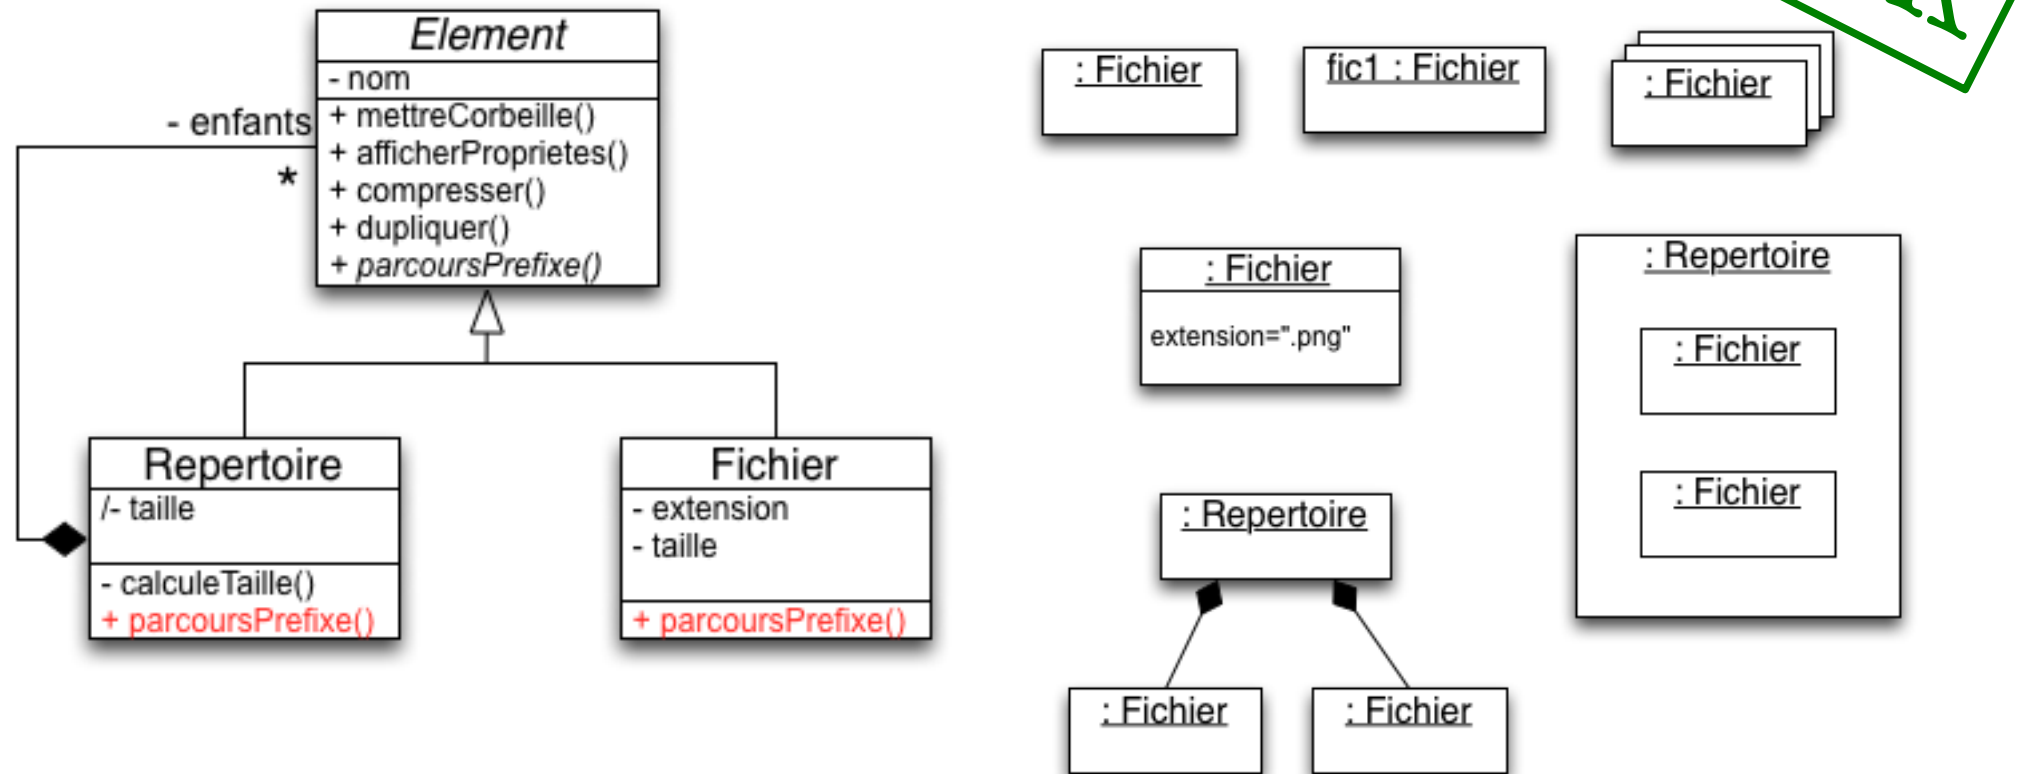 Element
- nom
- enfants
*
+ mettreCorbeille()
+ afficherProprietes()
+ compresser()
+ dupliquer()
+ parcoursPrefixe()
Repertoire
/- taille
- calculeTaille()
+ parcoursPrefixe()
Fichier
- extension
- taille
+ parcoursPrefixe()
: Fichier
fic1 : Fichier
: Fichier
: Fichier
extension=".png"
: Repertoire
: Fichier
: Fichier
: Repertoire
: Fichier
: Fichier